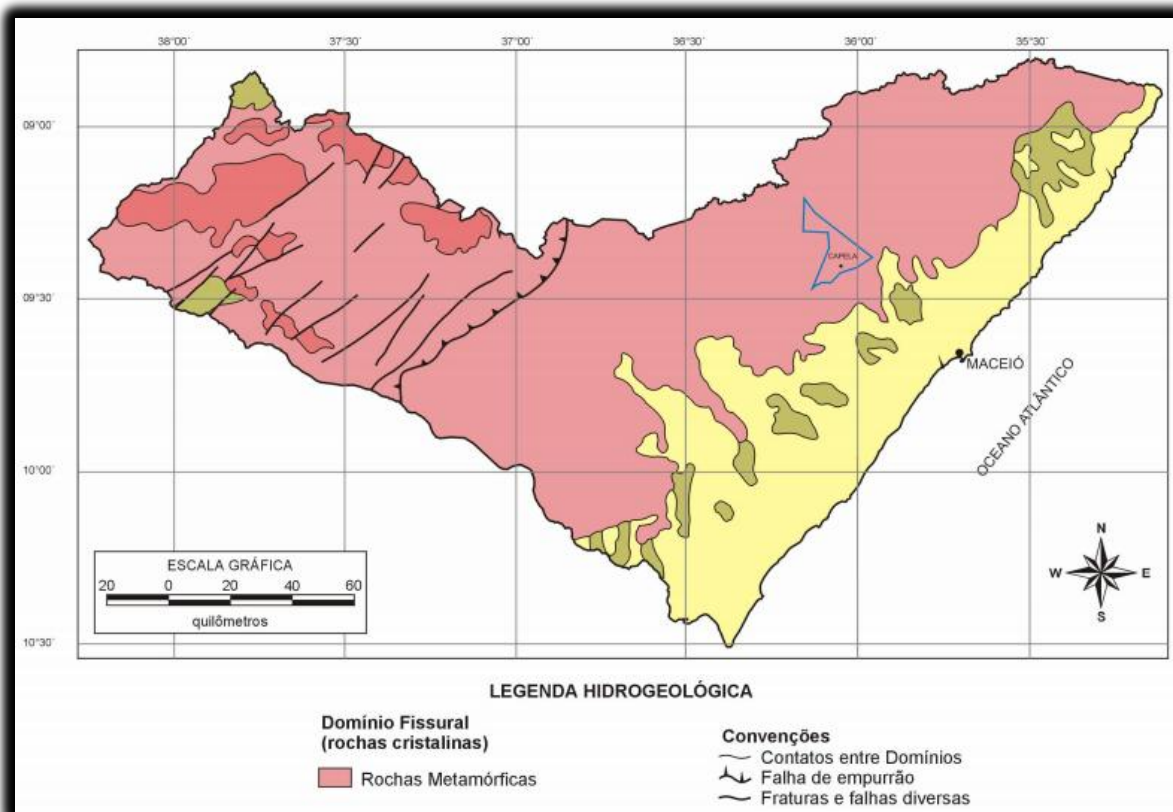 38°00' 37°30' 37°00' 36°30' 36°00' 35°30'
09°00'
CAPELA
09°30'
MACEIÓ
OCEANO ATLÂNTICO
10°00'
N
W E
S
ESCALA GRÁFICA
20 0 20 40 60
quilômetros
10°30'
LEGENDA HIDROGEOLÓGICA
Domínio Fissural
(rochas cristalinas)
Rochas Metamórficas
Convenções
Contatos entre Domínios
Falha de empurrão
Fraturas e falhas diversas